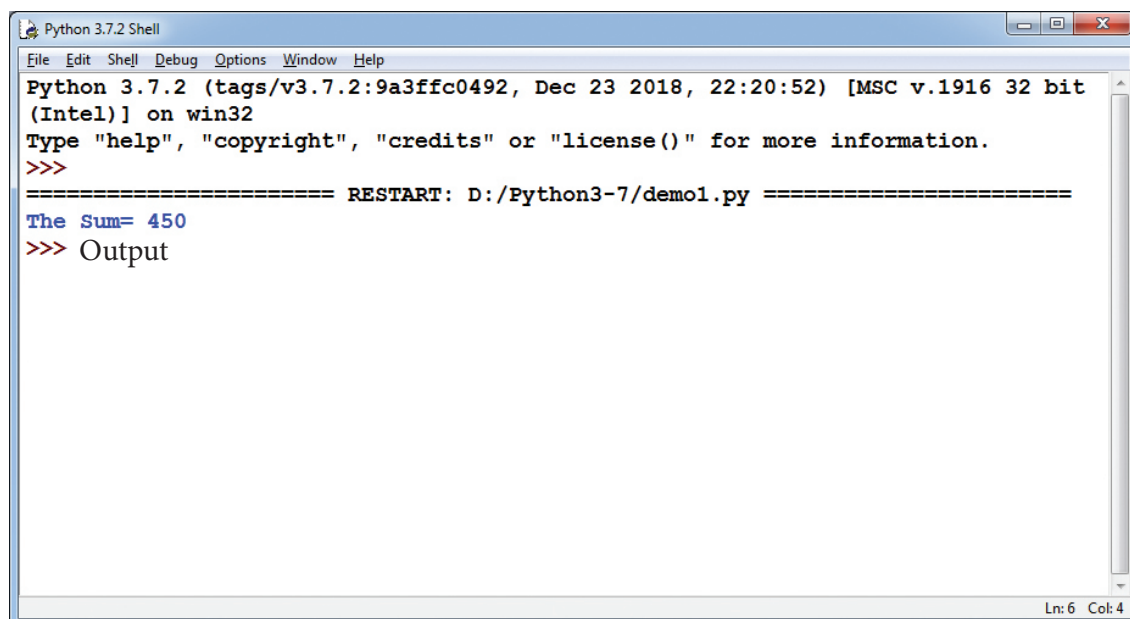 Python 3.7.2 Shell
File Edit Shell Debug Options Window Help
Python 3.7.2 (tags/v3.7.2:9a3ffc0492, Dec 23 2018, 22:20:52) [MSC v.1916 32 bit
(Intel)] on win32
Type "help", "copyright", "credits" or "license()" for more information.
>>>
======================= RESTART: D:/Python3-7/demo1.py =======================
The Sum= 450
>>> Output
Ln: 6 Col: 4